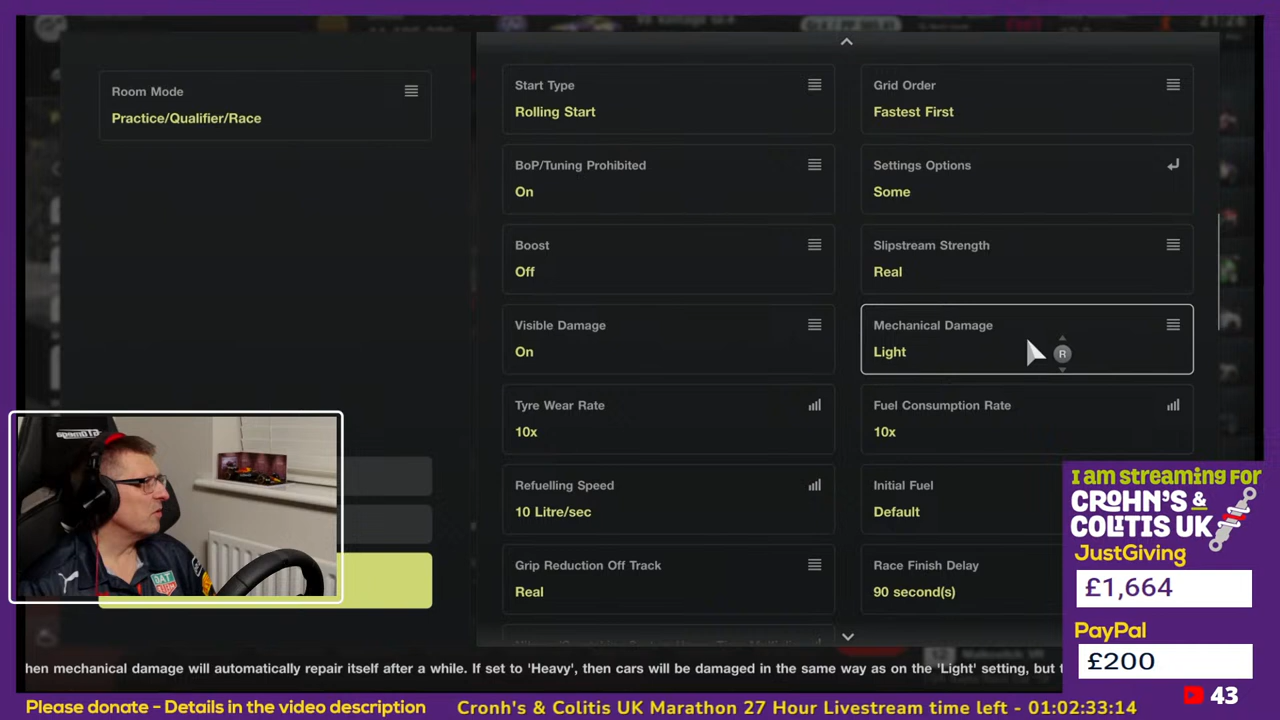 21:26
Room Mode
Practice/Qualifier/Race
Start Type
Rolling Start
Grid Order
Fastest First
BoP/Tuning Prohibited
On
Settings Options
Some
Boost
Off
Slipstream Strength
Real
Visible Damage
On
Mechanical Damage
Light
R
Tyre Wear Rate
10x
Fuel Consumption Rate
10x
Refuelling Speed
10 Litre/sec
Initial Fuel
Default
Grip Reduction Off Track
Real
Race Finish Delay
90 second(s)
GT Omega
TAG
I am streaming for
CROHN'S &
COLITIS UK
JustGiving
£1,664
PayPal
£200
hen mechanical damage will automatically repair itself after a while. If set to 'Heavy', then cars will be damaged in the same way as on the 'Light' setting, but t
43
Please donate - Details in the video description
Cronh's & Colitis UK Marathon 27 Hour Livestream time left - 01:02:33:14